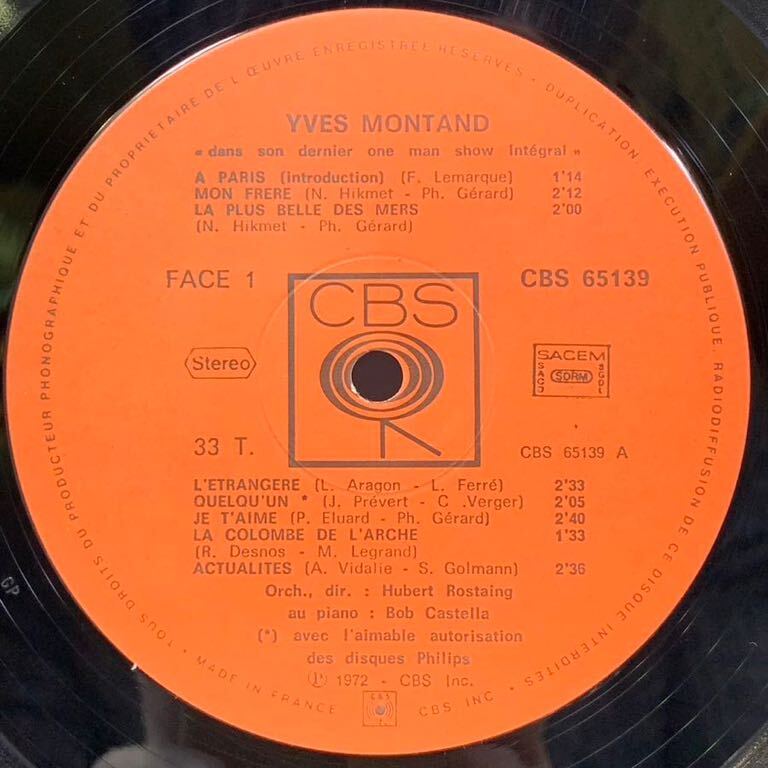 TOUS DROITS DU PRODUCTEUR PHONOGRAPHIQUE ET DU PROPRIETAIRE DE L'ŒUVRE ENREGISTREE RESERVES - DUPLICATION, EXECUTION PUBLIQUE, RADIODIFFUSION DE CE DISQUE INTERDITES •
YVES MONTAND
« dans son dernier one man show Intégral »
A PARIS (introduction) (F. Lemarque) 1'14
MON FRERE (N. Hikmet - Ph. Gérard) 2'12
LA PLUS BELLE DES MERS 2'00
(N. Hikmet - Ph. Gérard)
FACE 1
CBS 65139
CBS
Stereo
SACEM
SACD SORM SGDL
33 T.
CBS 65139 A
L'ETRANGERE (L. Aragon - L. Ferré) 2'33
QUELQU'UN * (J. Prévert - C .Verger) 2'05
JE T'AIME (P. Eluard - Ph. Gérard) 2'40
LA COLOMBE DE L'ARCHE 1'33
(R. Desnos - M. Legrand)
ACTUALITES (A. Vidalie - S. Golmann) 2'36
Orch., dir. : Hubert Rostaing
au piano : Bob Castella
(*) avec l'aimable autorisation
des disques Philips
Ⓟ 1972 - CBS Inc.
• MADE IN FRANCE
CBS
CBS INC •
GP